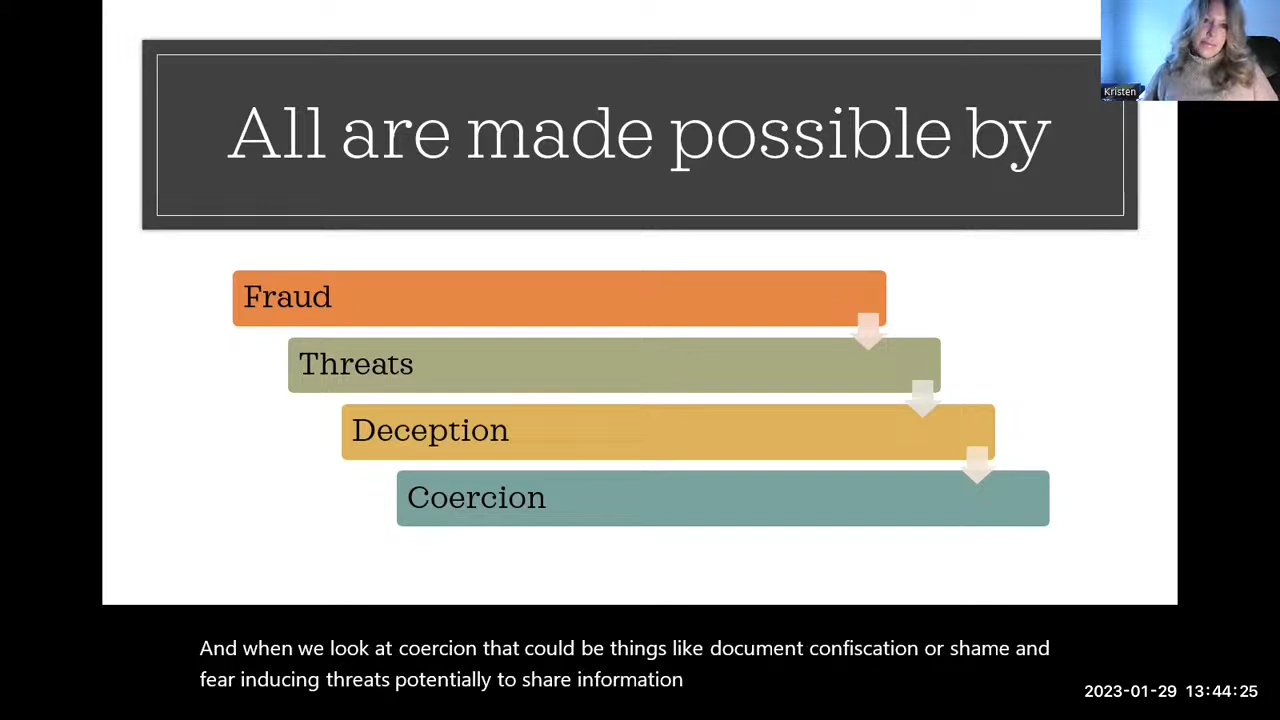 All are made possible by
Kristen
Fraud
Threats
Deception
Coercion
And when we look at coercion that could be things like document confiscation or shame and
fear inducing threats potentially to share information
2023-01-29 13:44:25